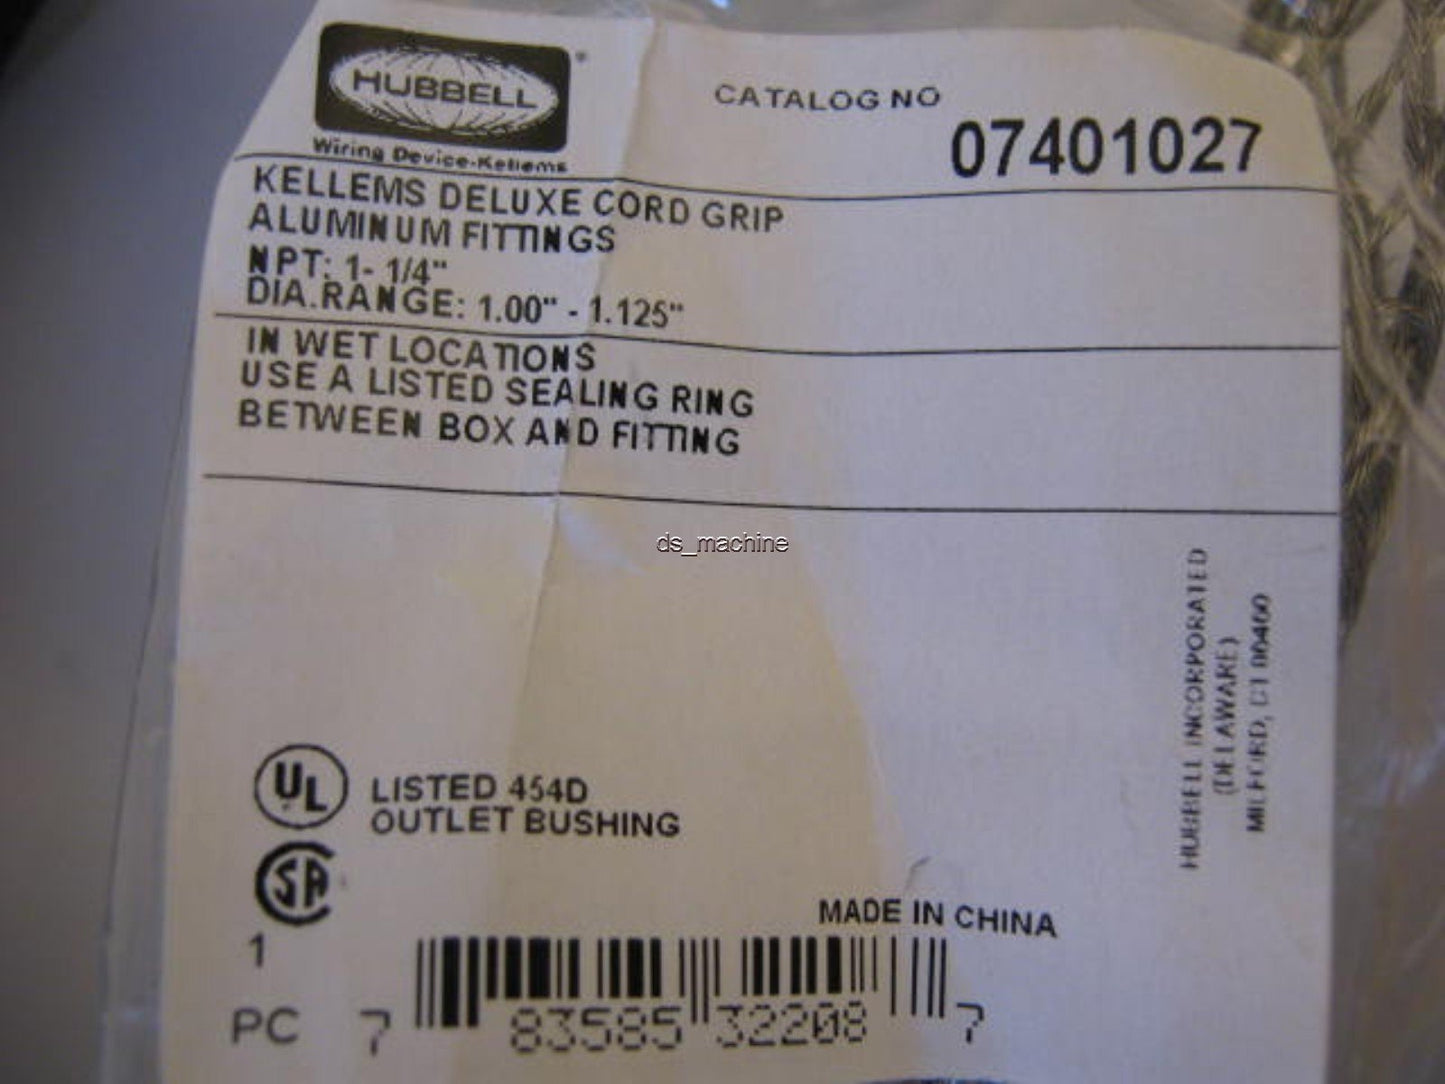 HUBBELL
®
Wiring Device-Kellems
CATALOG NO
07401027
KELLEMS DELUXE CORD GRIP
ALUMINUM FITTINGS
NPT: 1- 1/4"
DIA.RANGE: 1.00" - 1.125"
IN WET LOCATIONS
USE A LISTED SEALING RING
BETWEEN BOX AND FITTING
ds_machine
HUBBELL INCORPORATED
(DELAWARE)
MILFORD, CT 06460
UL
LISTED 454D
OUTLET BUSHING
SA
MADE IN CHINA
1
PC
7 83585 32208 7